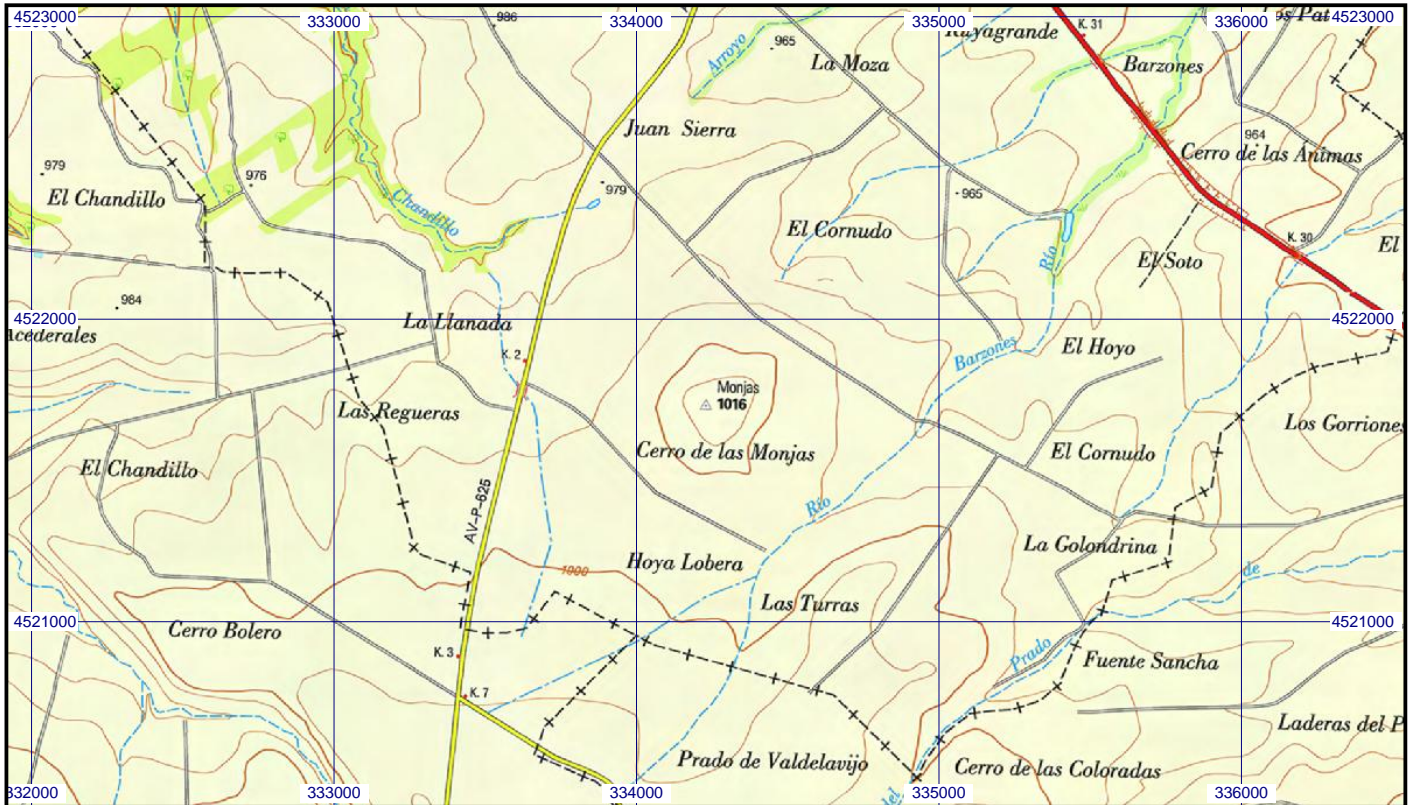 4523000
333000
334000
335000
336000
4523000
986
965
Arroyo
La Moza
K. 31
Barzones
Juan Sierra
964
Cerro de las Animas
979
976
979
965
El Chandillo
Chandillo
El Cornudo
K. 30
El
Río
El Soto
984
4522000
La Llanada
4522000
K. 2
Barzones
El Hoyo
Monjas
1016
Las Regueras
Los Gorriones
El Chandillo
Cerro de las Monjas
El Cornudo
AV-P-625
Río
La Golondrina
Hoya Lobera
1000
de
Las Turras
4521000
4521000
Cerro Bolero
K. 3
Prado
Fuente Sancha
K. 7
Laderas del P
Prado de Valdelavijo
Cerro de las Coloradas
332000
333000
334000
335000
336000
del